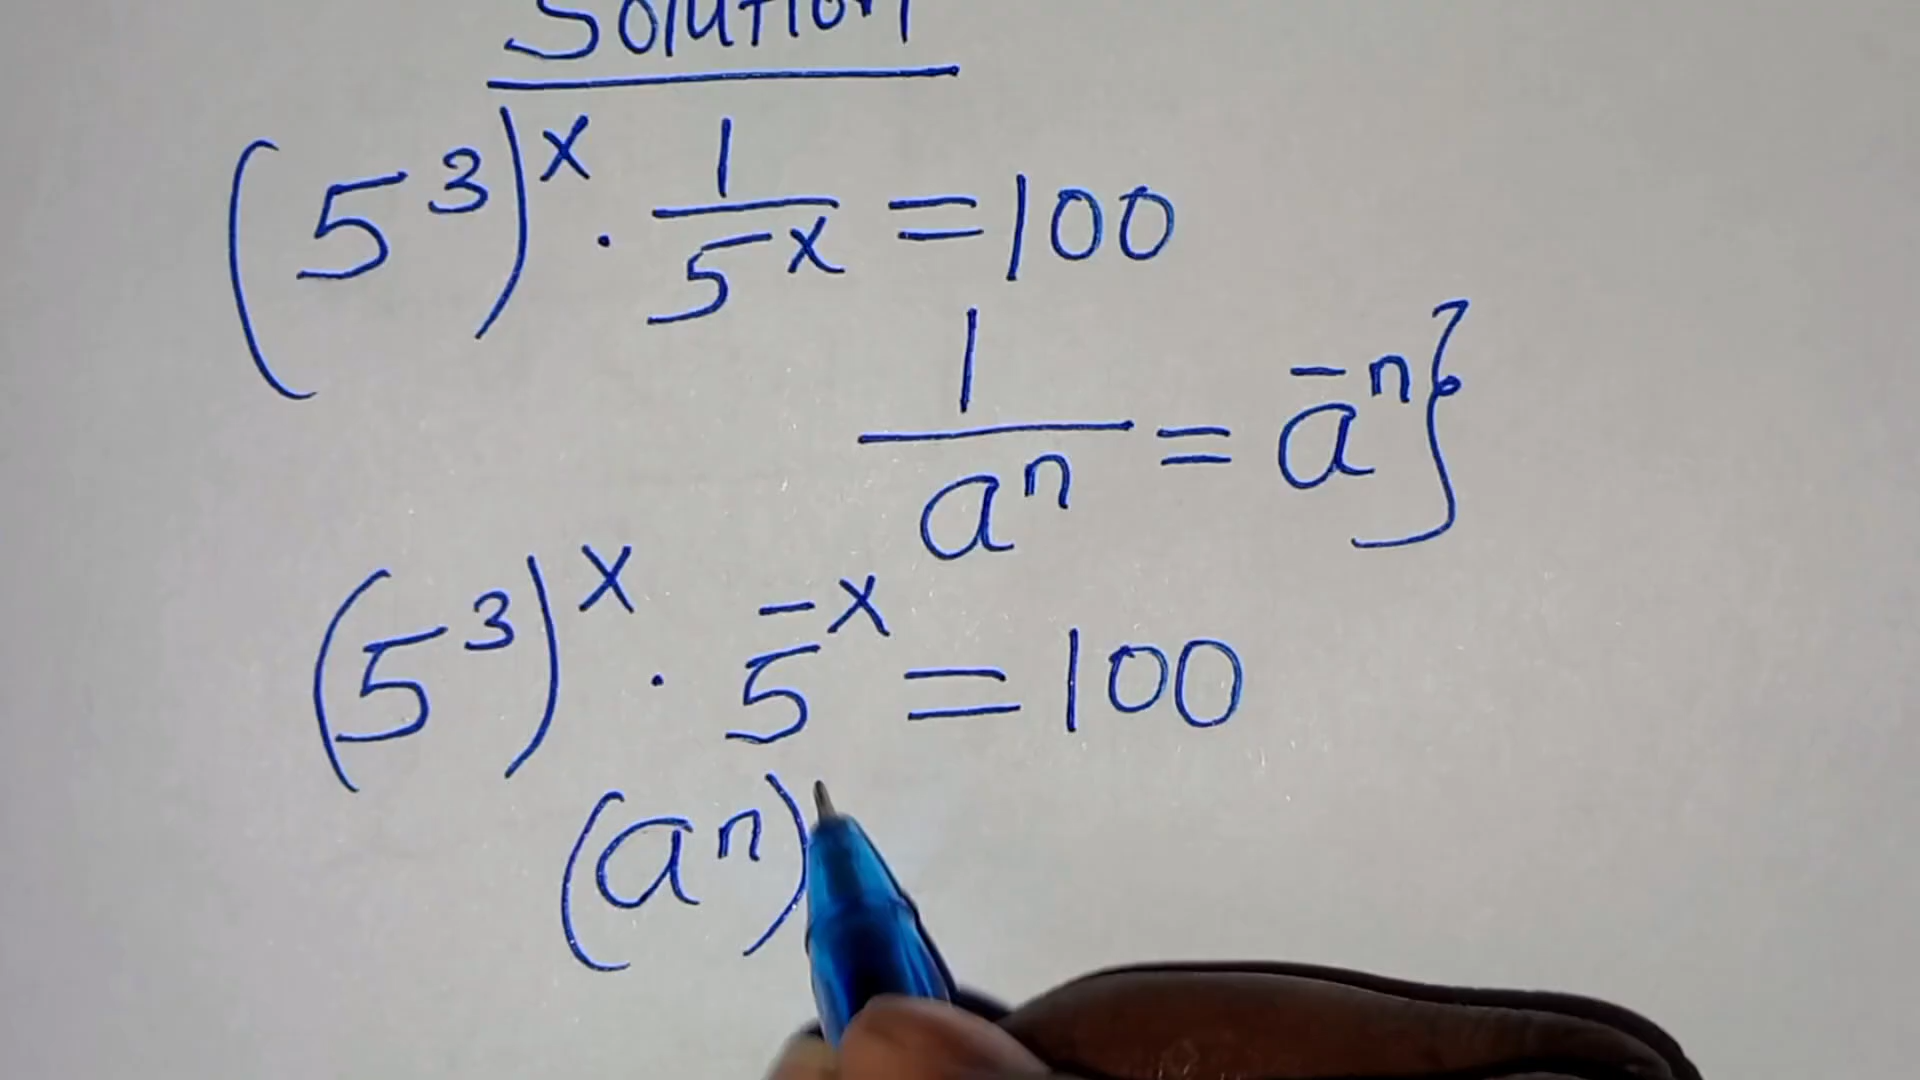 Solution
(5³)ˣ · 1/5ˣ = 100
1/aⁿ = a⁻ⁿ}
(5³)ˣ · 5⁻ˣ = 100
(aⁿ)